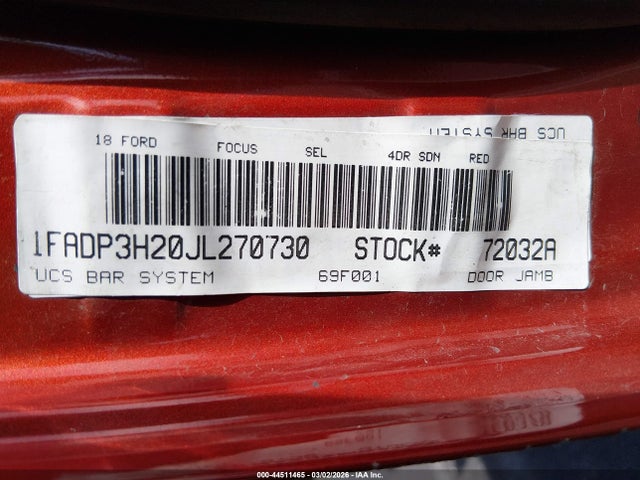 UCS BAR SYSTEM
18 FORD FOCUS SEL 4DR SDN RED
1FADP3H20JL270730 STOCK# 72032A
UCS BAR SYSTEM 69F001 DOOR JAMB
000-44511465 - 03/02/2026 - IAA Inc.